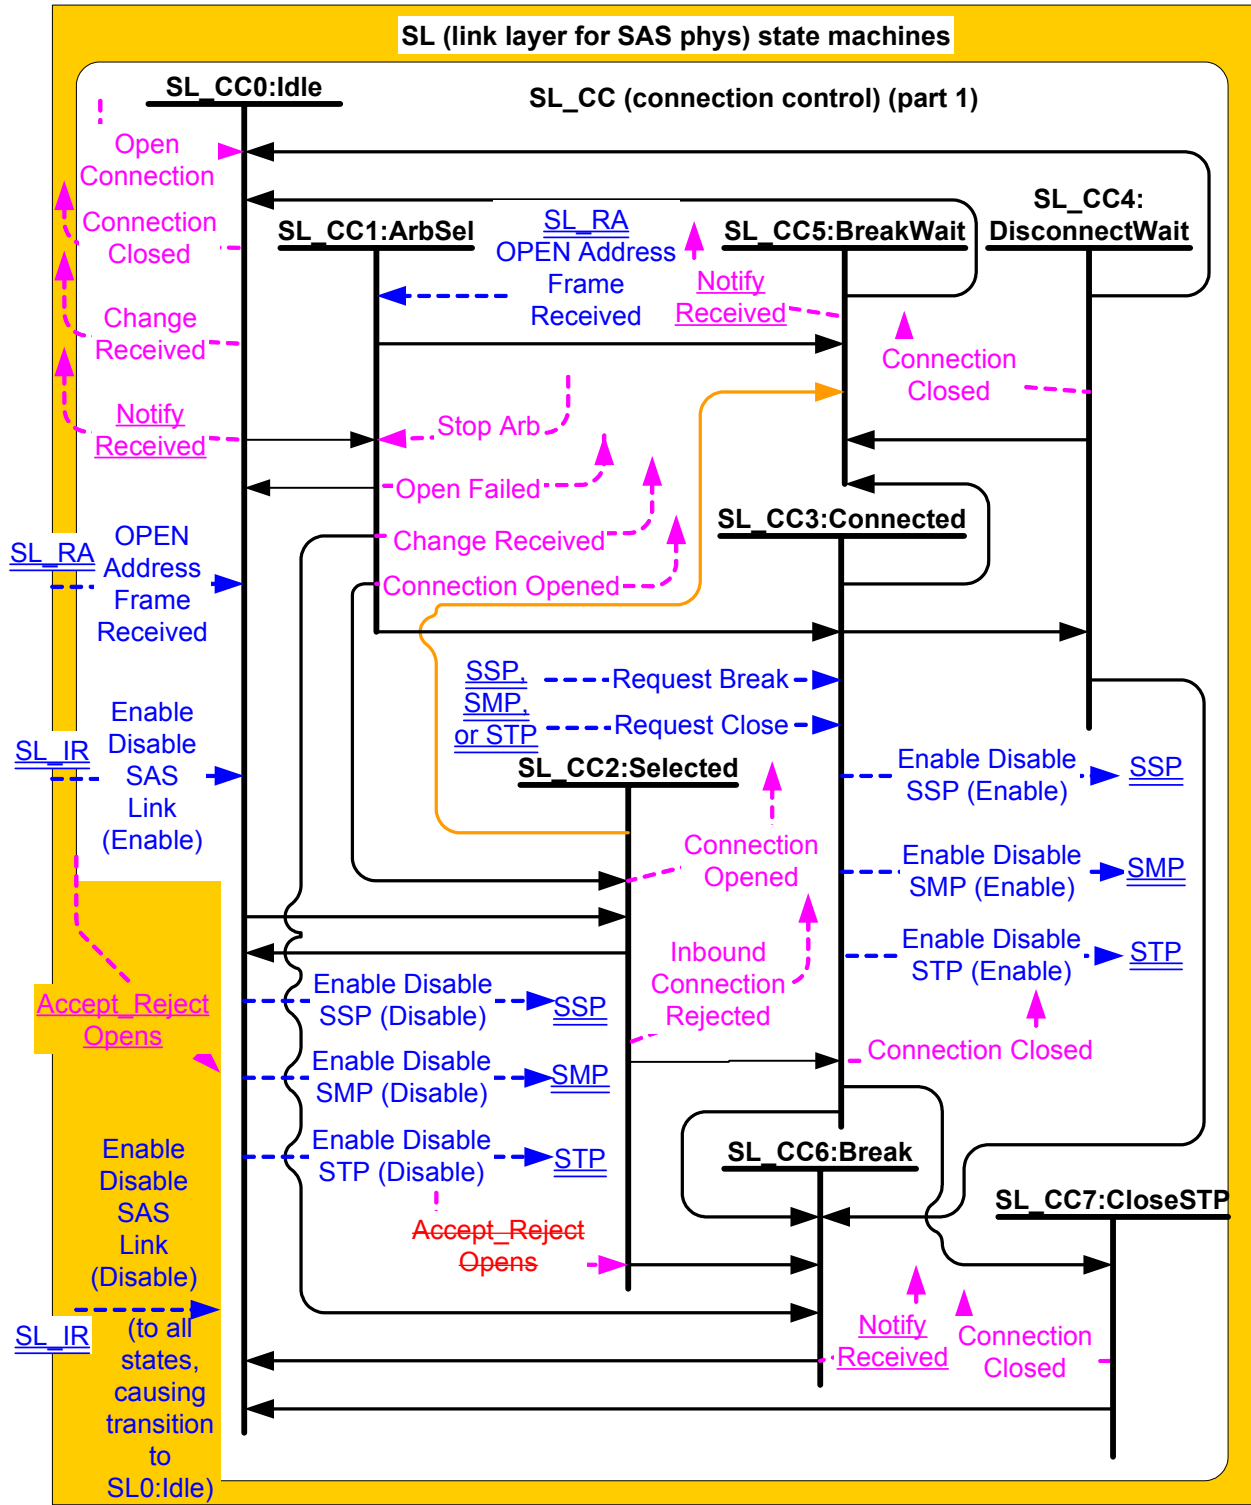 SL (link layer for SAS phys) state machines
SL_CC0:Idle
SL_CC (connection control) (part 1)
Open
Connection
Connection
Closed
Change
Received
Notify
Received
SL_CC1:ArbSel
SL_RA
OPEN Address
Frame
Received
SL_CC5:BreakWait
Notify
Received
SL_CC4:
DisconnectWait
Connection
Closed
Stop Arb
Open Failed
Change Received
Connection Opened
SL_CC3:Connected
SL_RA
OPEN
Address
Frame
Received
SSP,
SMP,
or STP
Request Break
Request Close
SL_IR
Enable
Disable
SAS
Link
(Enable)
SL_CC2:Selected
Enable Disable
SSP (Enable)
SSP
Connection
Opened
Enable Disable
SMP (Enable)
SMP
Inbound
Connection
Rejected
Enable Disable
STP (Enable)
STP
Accept_Reject
Opens
Enable Disable
SSP (Disable)
SSP
Connection Closed
Enable Disable
SMP (Disable)
SMP
Enable Disable
STP (Disable)
STP
SL_CC6:Break
SL_CC7:CloseSTP
Accept_Reject
Opens
Enable
Disable
SAS
Link
(Disable)
SL_IR
(to all
states,
causing
transition
to
SL0:Idle)
Notify
Received
Connection
Closed